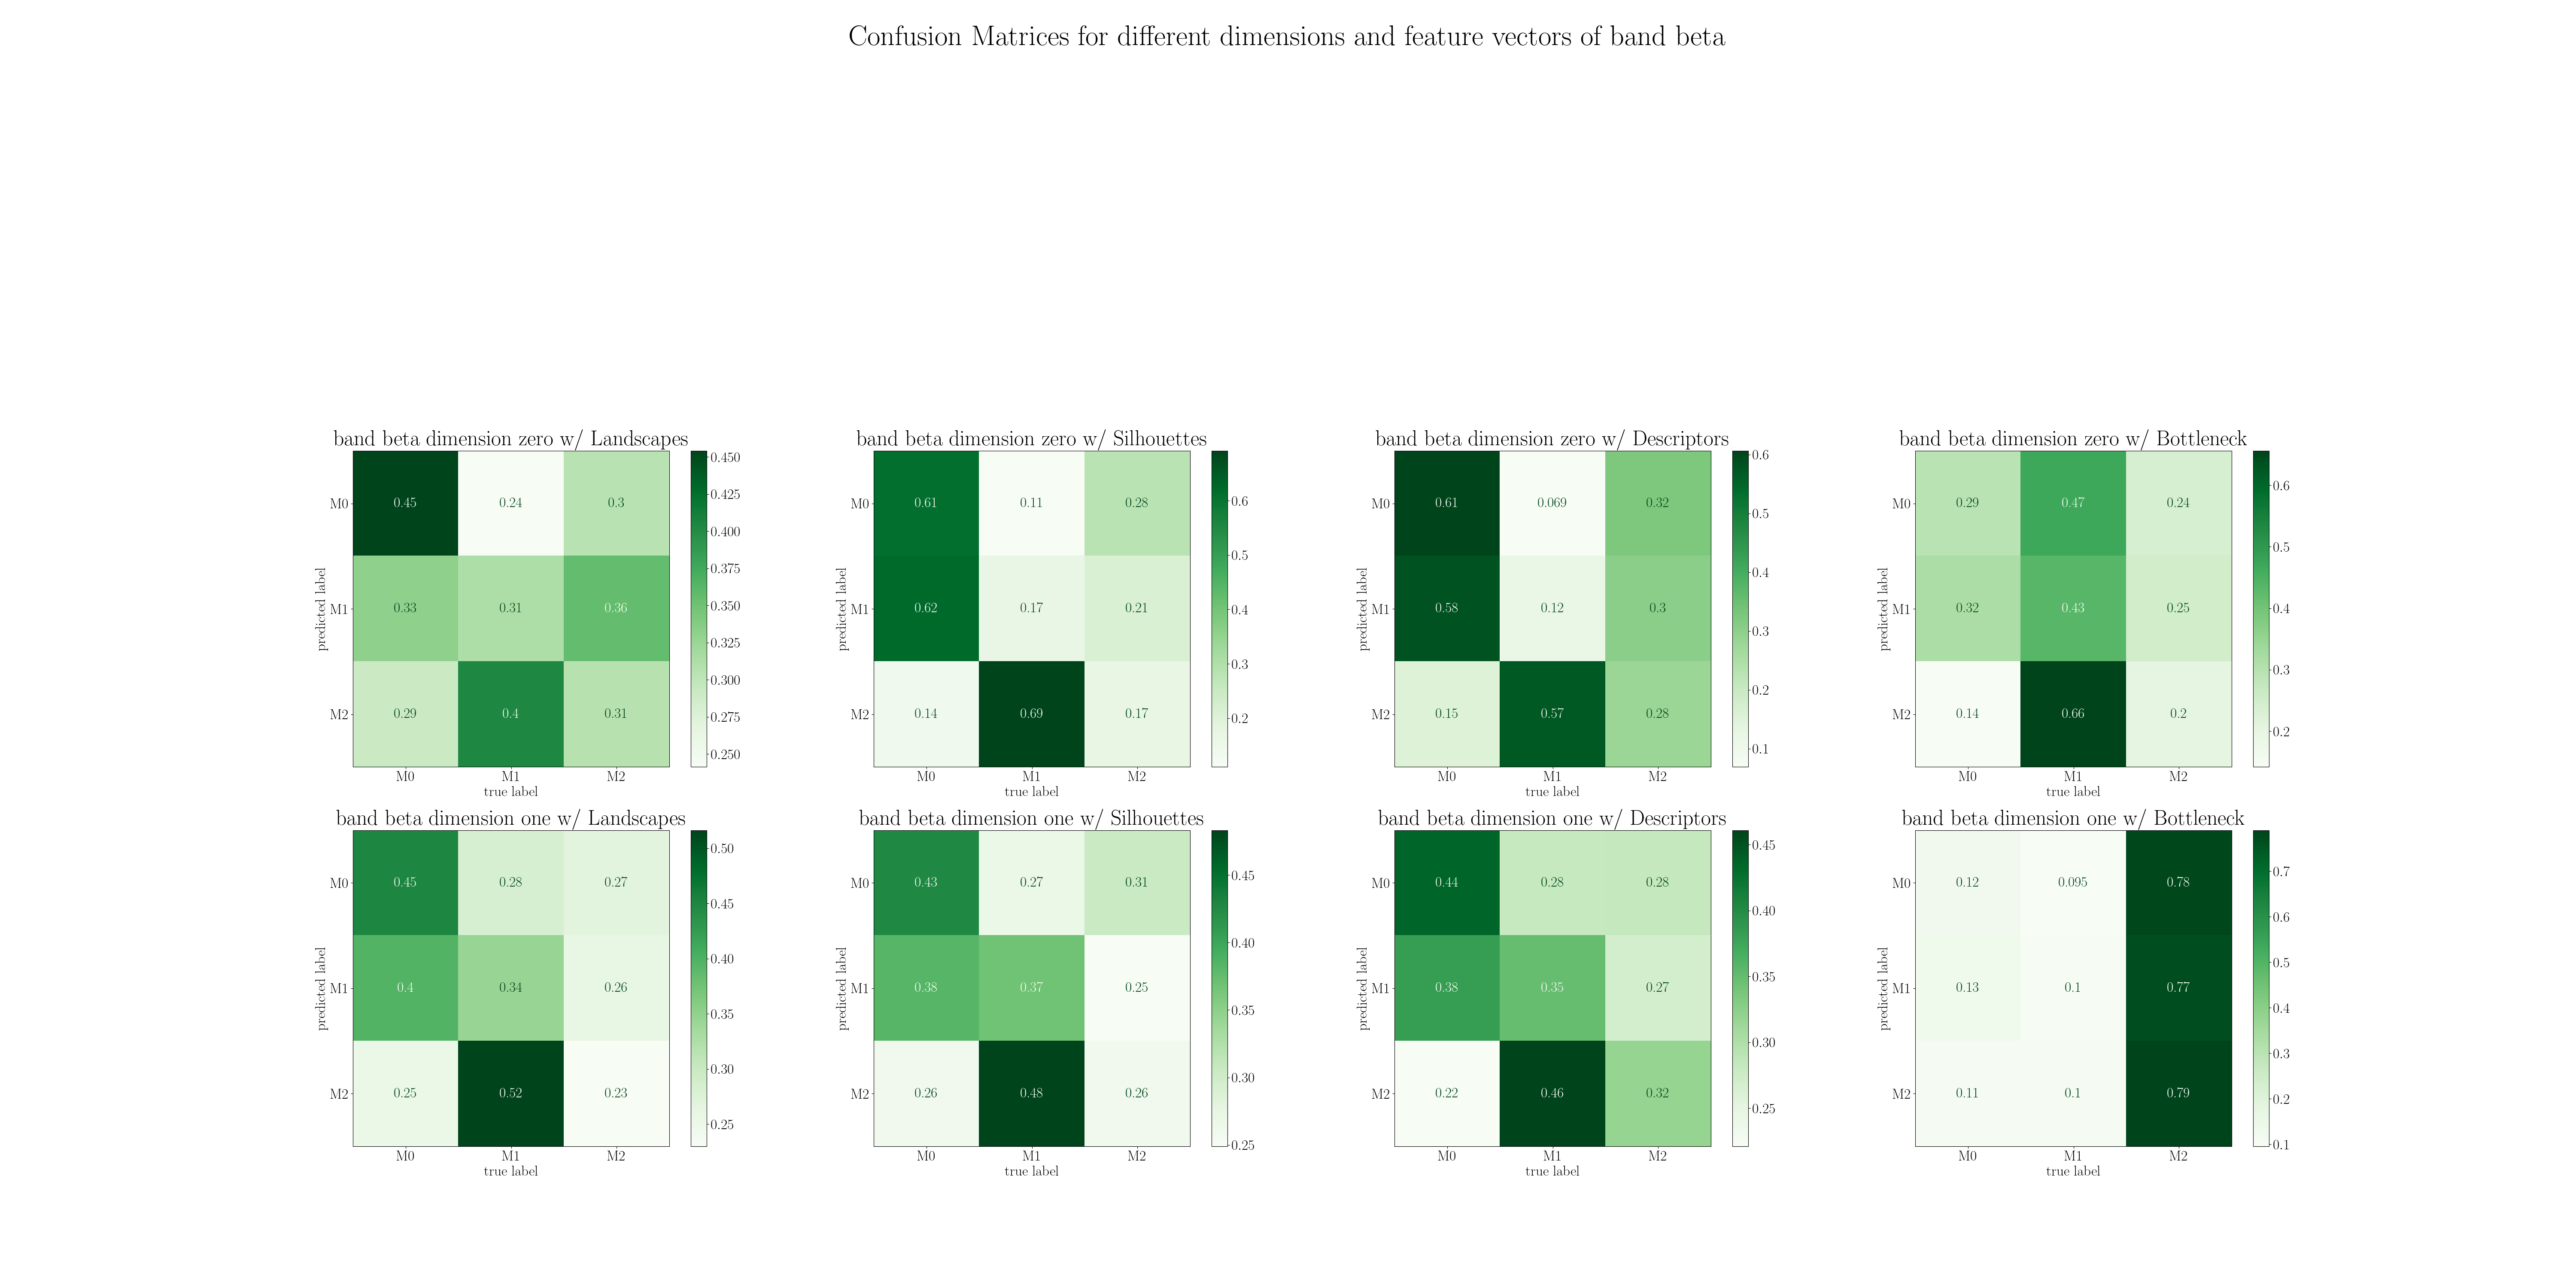 Confusion Matrices for different dimensions and feature vectors of band beta
band beta dimension zero w/ Landscapes
predicted label
M0 0.45 0.24 0.3
M1 0.33 0.31 0.36
M2 0.29 0.4 0.31
M0 M1 M2
true label
0.450
0.425
0.400
0.375
0.350
0.325
0.300
0.275
0.250
band beta dimension zero w/ Silhouettes
predicted label
M0 0.61 0.11 0.28
M1 0.62 0.17 0.21
M2 0.14 0.69 0.17
M0 M1 M2
true label
0.6
0.5
0.4
0.3
0.2
band beta dimension zero w/ Descriptors
predicted label
M0 0.61 0.069 0.32
M1 0.58 0.12 0.3
M2 0.15 0.57 0.28
M0 M1 M2
true label
0.6
0.5
0.4
0.3
0.2
0.1
band beta dimension zero w/ Bottleneck
predicted label
M0 0.29 0.47 0.24
M1 0.32 0.43 0.25
M2 0.14 0.66 0.2
M0 M1 M2
true label
0.6
0.5
0.4
0.3
0.2
band beta dimension one w/ Landscapes
predicted label
M0 0.45 0.28 0.27
M1 0.4 0.34 0.26
M2 0.25 0.52 0.23
M0 M1 M2
true label
0.50
0.45
0.40
0.35
0.30
0.25
band beta dimension one w/ Silhouettes
predicted label
M0 0.43 0.27 0.31
M1 0.38 0.37 0.25
M2 0.26 0.48 0.26
M0 M1 M2
true label
0.45
0.40
0.35
0.30
0.25
band beta dimension one w/ Descriptors
predicted label
M0 0.44 0.28 0.28
M1 0.38 0.35 0.27
M2 0.22 0.46 0.32
M0 M1 M2
true label
0.45
0.40
0.35
0.30
0.25
band beta dimension one w/ Bottleneck
predicted label
M0 0.12 0.095 0.78
M1 0.13 0.1 0.77
M2 0.11 0.1 0.79
M0 M1 M2
true label
0.7
0.6
0.5
0.4
0.3
0.2
0.1